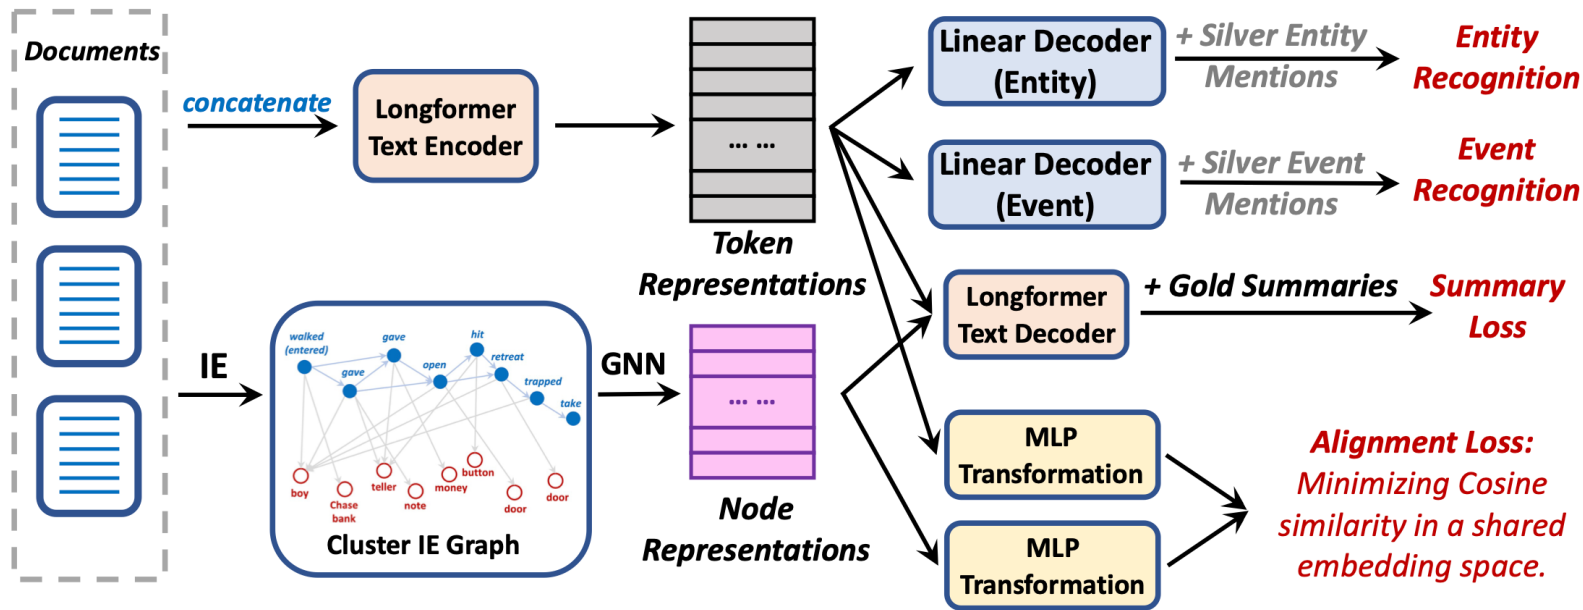 Documents
concatenate
Longformer
Text Encoder
... ...
Token
Representations
Linear Decoder
(Entity)
+ Silver Entity
Mentions
Entity
Recognition
Linear Decoder
(Event)
+ Silver Event
Mentions
Event
Recognition
Longformer
Text Decoder
+ Gold Summaries
Summary
Loss
IE
walked
(entered)
gave
gave
open
hit
retreat
trapped
take
boy
Chase
bank
teller
note
money
button
door
door
Cluster IE Graph
GNN
... ...
Node
Representations
MLP
Transformation
MLP
Transformation
Alignment Loss:
Minimizing Cosine
similarity in a shared
embedding space.